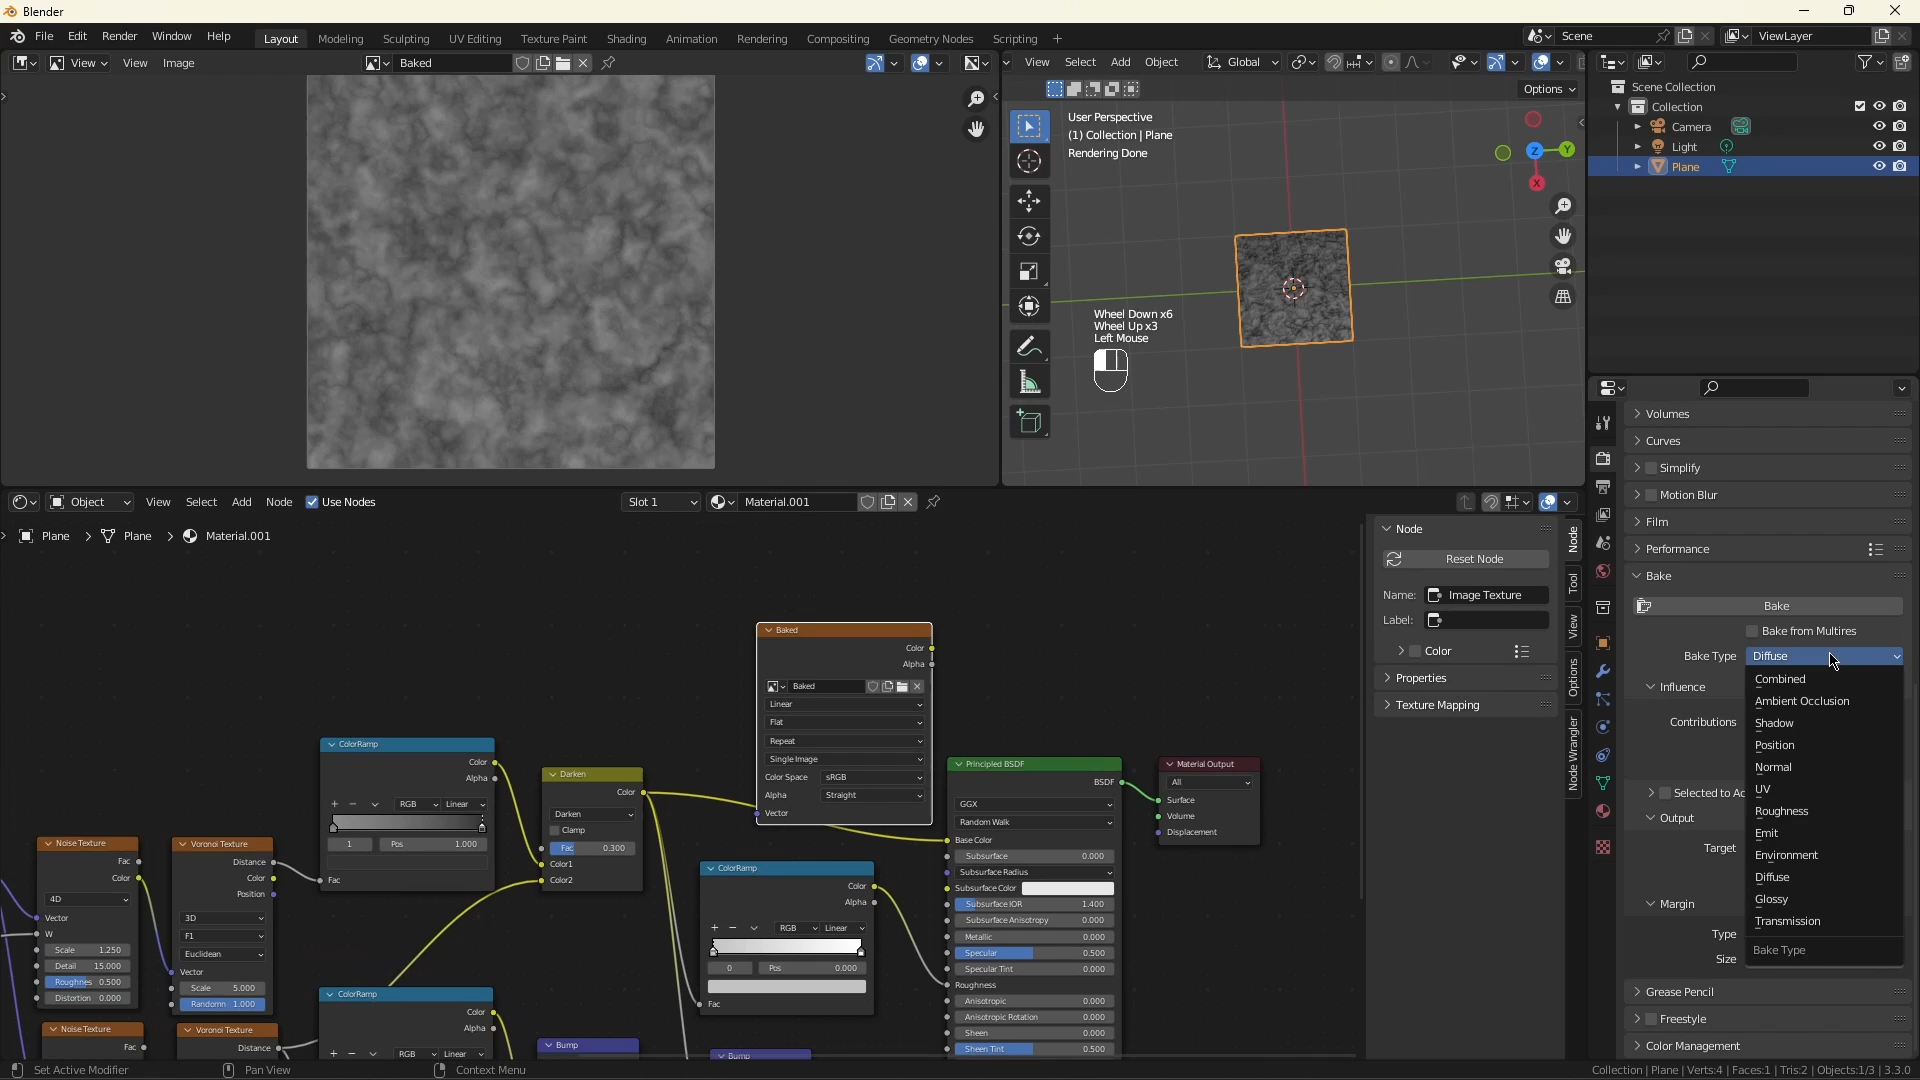 Blender
File Edit Render Window Help
Layout Modeling Sculpting UV Editing Texture Paint Shading Animation Rendering Compositing Geometry Nodes Scripting +
Scene
ViewLayer
View View Image
Baked
View Select Add Object
Global
Options
User Perspective
(1) Collection | Plane
Rendering Done
Wheel Down x6
Wheel Up x3
Left Mouse
Z
Y
X
Scene Collection
Collection
Camera
Light
Plane
Volumes
Curves
Simplify
Motion Blur
Film
Performance
Bake
Bake
Bake from Multires
Bake Type Diffuse
Combined
Ambient Occlusion
Shadow
Position
Normal
UV
Roughness
Emit
Environment
Diffuse
Glossy
Transmission
Bake Type
Influence
Contributions
Selected to Ac
Output
Target
Margin
Type
Size
Grease Pencil
Freestyle
Color Management
Object View Select Add Node Use Nodes
Slot 1
Material.001
Plane
Plane
Material.001
Node
Reset Node
Name: Image Texture
Label:
Color
Properties
Texture Mapping
Node
Tool
View
Options
Node Wrangler
Baked
Color
Alpha
Baked
Linear
Flat
Repeat
Single Image
Color Space sRGB
Alpha Straight
Vector
ColorRamp
Color
Alpha
RGB Linear
1 Pos 1.000
Fac
Darken
Color
Darken
Clamp
Fac 0.300
Color1
Color2
Noise Texture
Fac
Color
4D
Vector
W
Scale 1.250
Detail 15.000
Roughnes 0.500
Distortion 0.000
Voronoi Texture
Distance
Color
Position
3D
F1
Euclidean
Vector
Scale 5.000
Randomn 1.000
Noise Texture
Fac
Voronoi Texture
Distance
ColorRamp
Color
Alpha
RGB Linear
Bump
ColorRamp
Color
Alpha
RGB Linear
0 Pos 0.000
Fac
Bump
Principled BSDF
BSDF
GGX
Random Walk
Base Color
Subsurface 0.000
Subsurface Radius
Subsurface Color
Subsurface IOR 1.400
Subsurface Anisotropy 0.000
Metallic 0.000
Specular 0.500
Specular Tint 0.000
Roughness
Anisotropic 0.000
Anisotropic Rotation 0.000
Sheen 0.000
Sheen Tint 0.500
Material Output
All
Surface
Volume
Displacement
Set Active Modifier
Pan View
Context Menu
Collection | Plane | Verts:4 | Faces:1 | Tris:2 | Objects:1/3 | 3.3.0